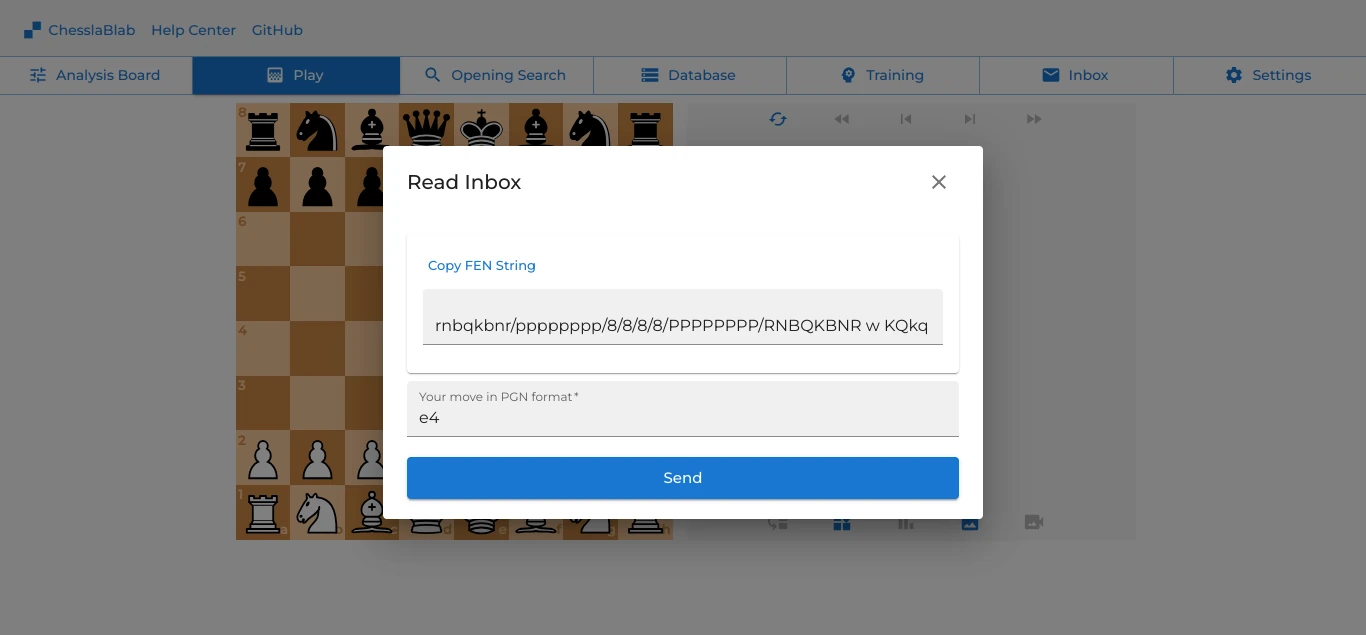 ChesslaBlab Help Center GitHub
Analysis Board Play Opening Search Database Training Inbox Settings
8
7
6
5
4
3
2
1
Read Inbox
Copy FEN String
rnbqkbnr/pppppppp/8/8/8/8/PPPPPPPP/RNBQKBNR w KQkq
Your move in PGN format*
e4
Send
a b c d e f g h